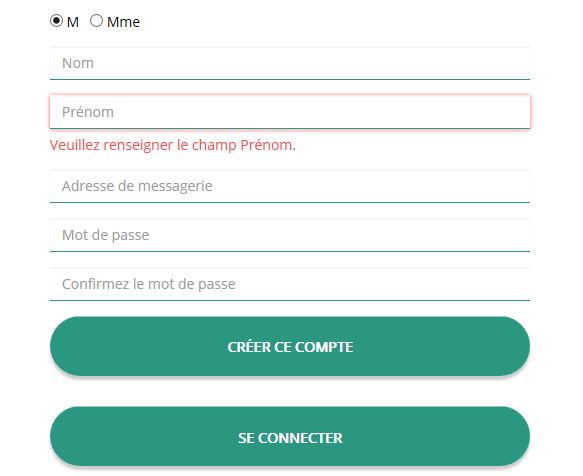 M Mme
Nom
Prénom
Veuillez renseigner le champ Prénom.
Adresse de messagerie
Mot de passe
Confirmez le mot de passe
CRÉER CE COMPTE
SE CONNECTER